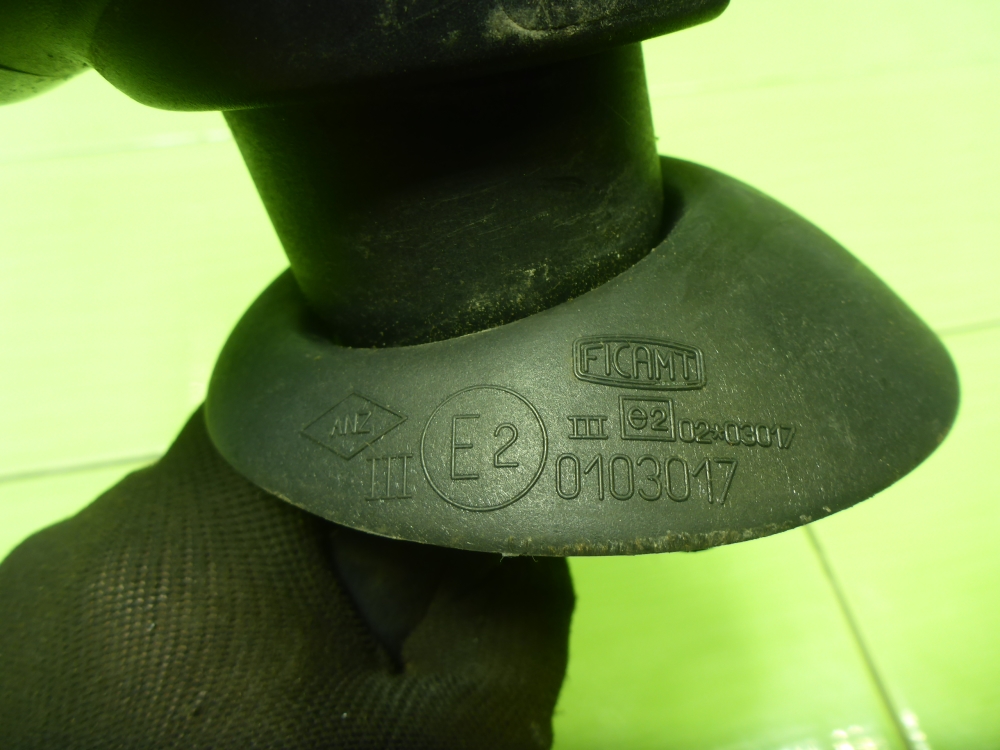 FICAMT
ANZ
III e2 02*03017
III E2 0103017